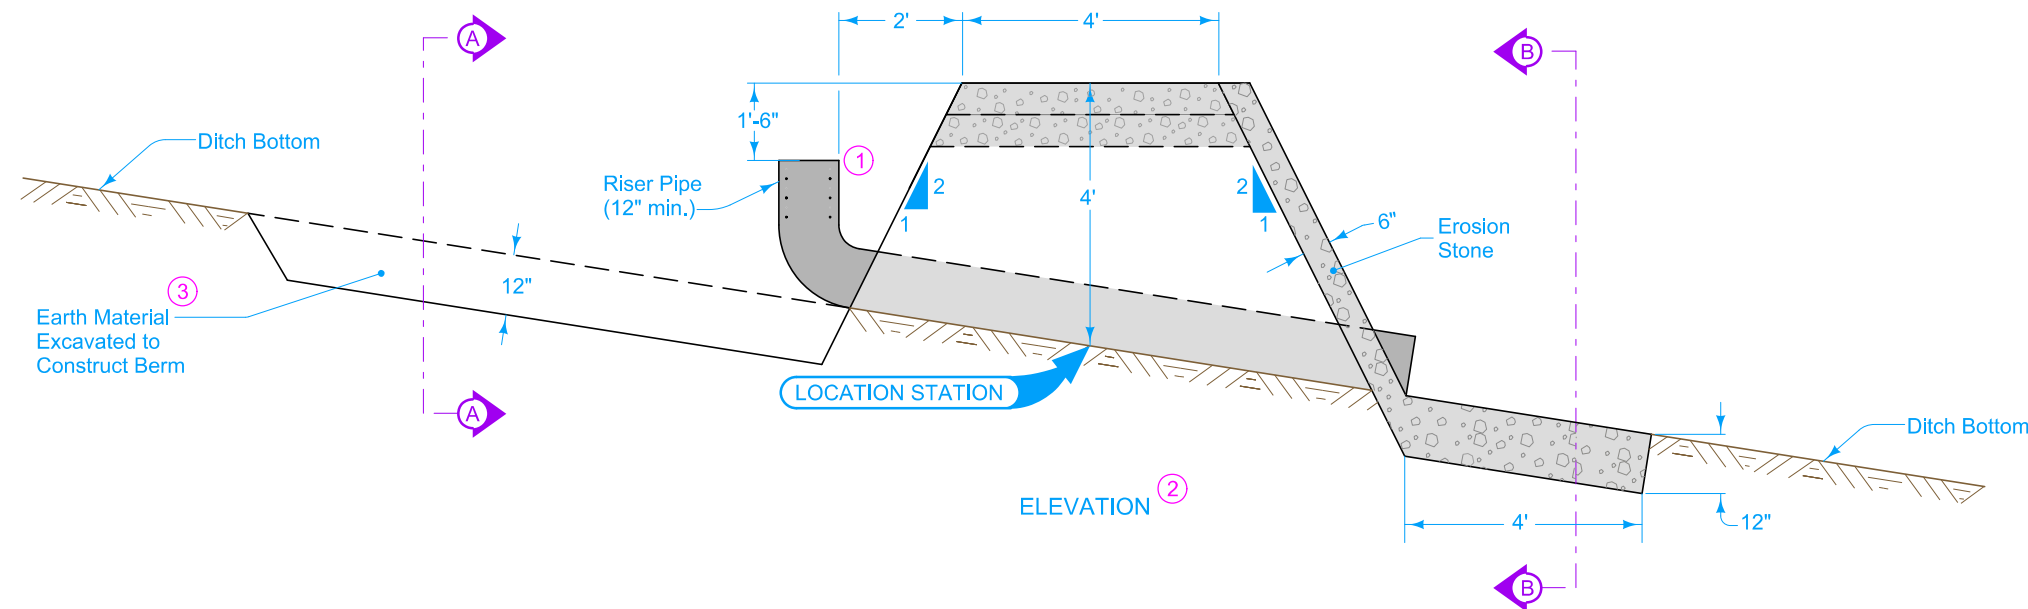 A
2'
4'
B
1'-6"
Ditch Bottom
1
Riser Pipe
(12" min.)
2
1
4'
2
1
6"
Erosion
Stone
12"
3
Earth Material
Excavated to
Construct Berm
LOCATION STATION
A
Ditch Bottom
ELEVATION 2
4'
12"
B